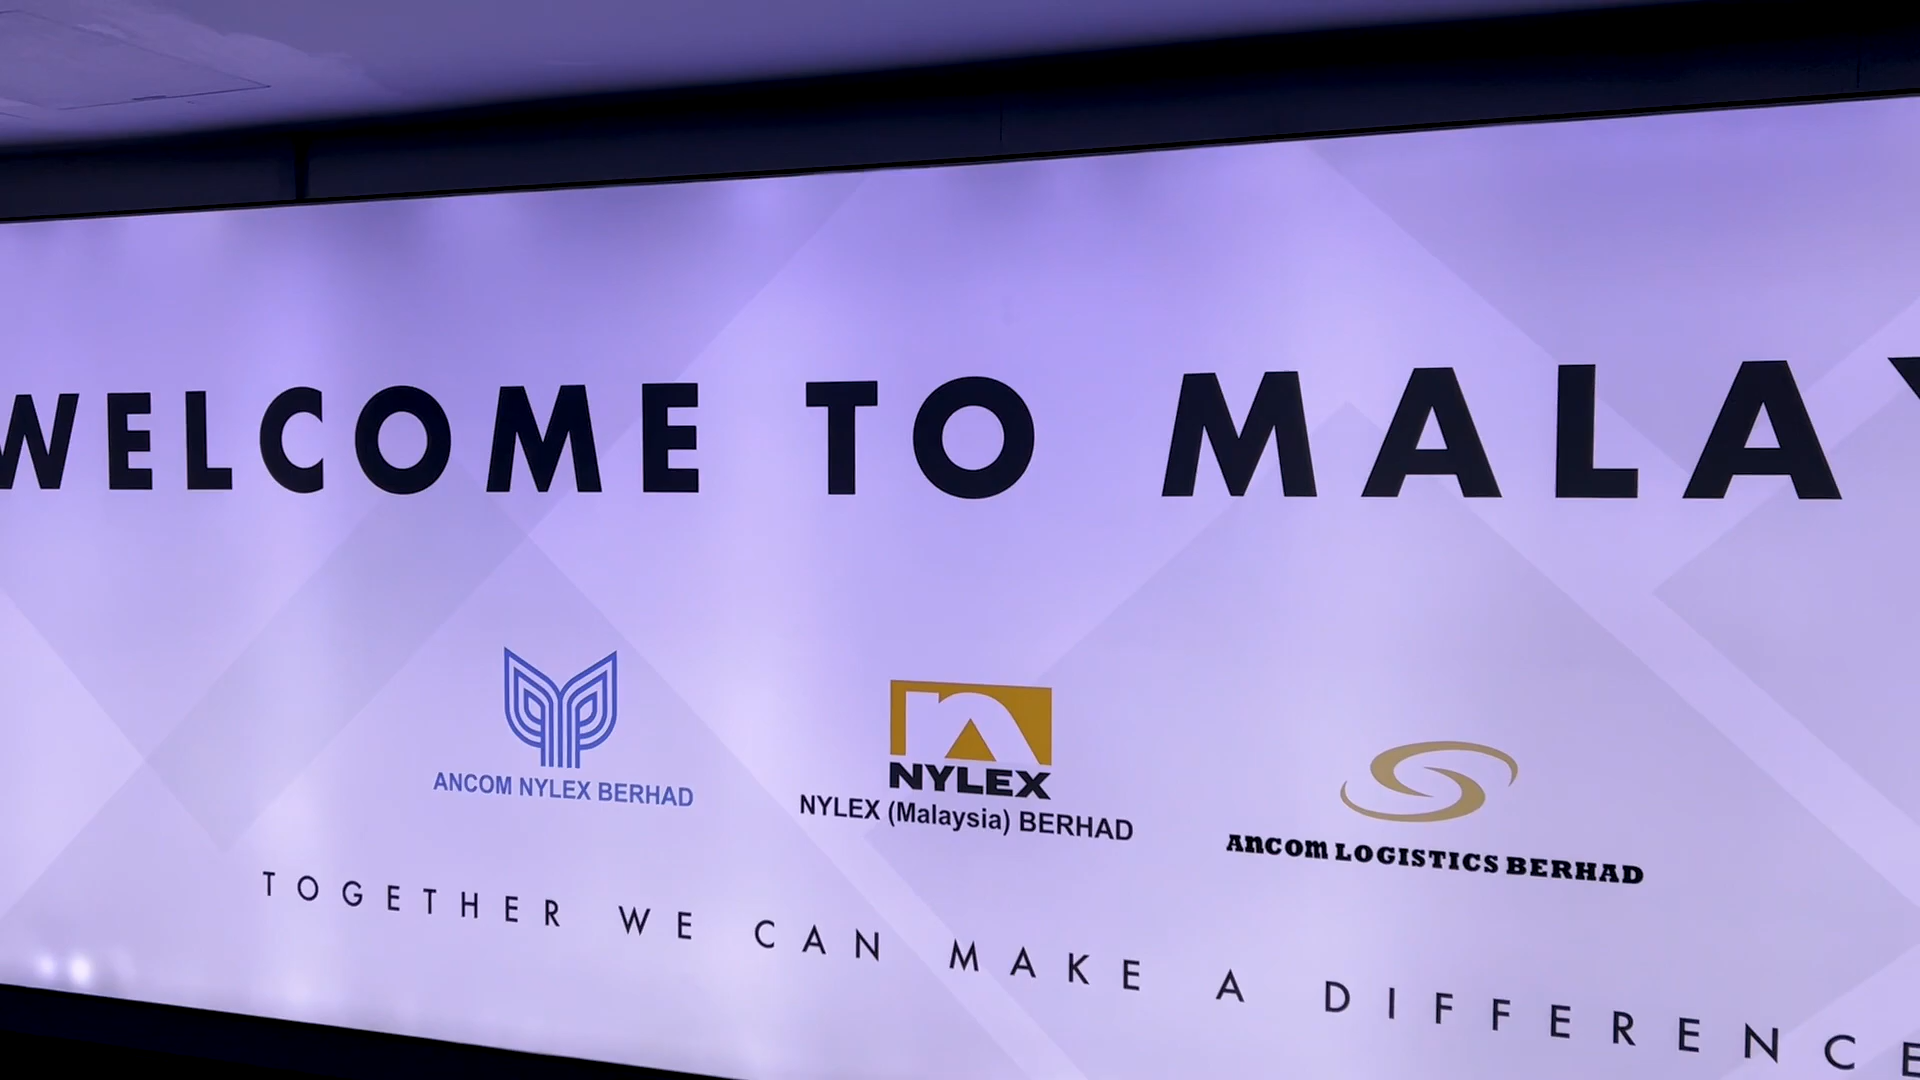 WELCOME TO MALAY
ANCOM NYLEX BERHAD
NYLEX
NYLEX (Malaysia) BERHAD
ANCOM LOGISTICS BERHAD
TOGETHER WE CAN MAKE A DIFFERENCE